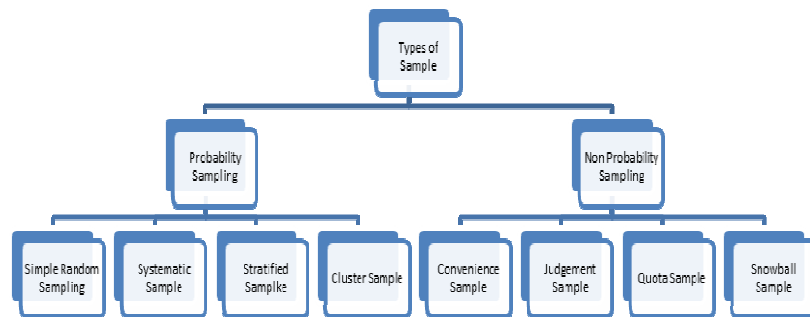 Types of
Sample
Probability
Sampling
Non Probability
Sampling
Simple Random
Sampling
Systematic
Sample
Stratified
Samplke
Cluster Sample
Convenience
Sample
Judgement
Sample
Quota Sample
Snowball
Sample